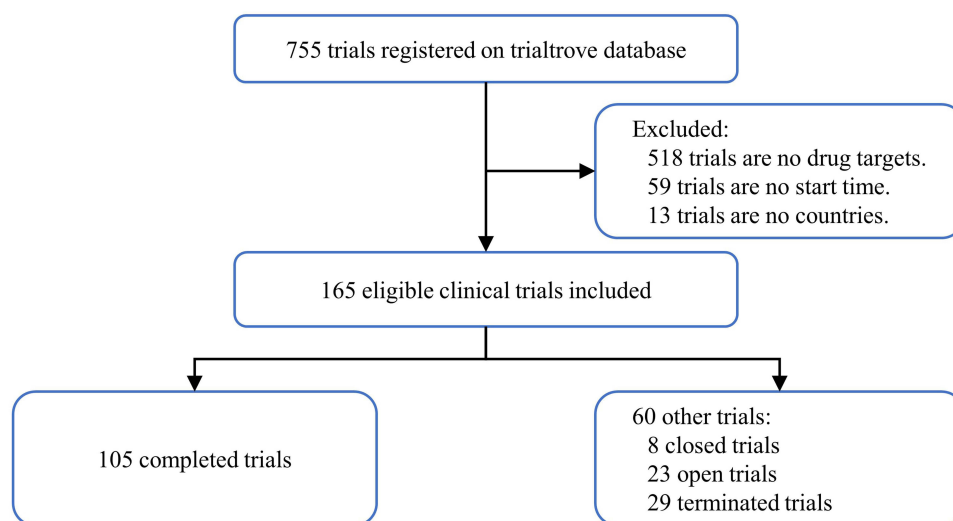 755 trials registered on trialtrove database
Excluded:
518 trials are no drug targets.
59 trials are no start time.
13 trials are no countries.
165 eligible clinical trials included
105 completed trials
60 other trials:
8 closed trials
23 open trials
29 terminated trials